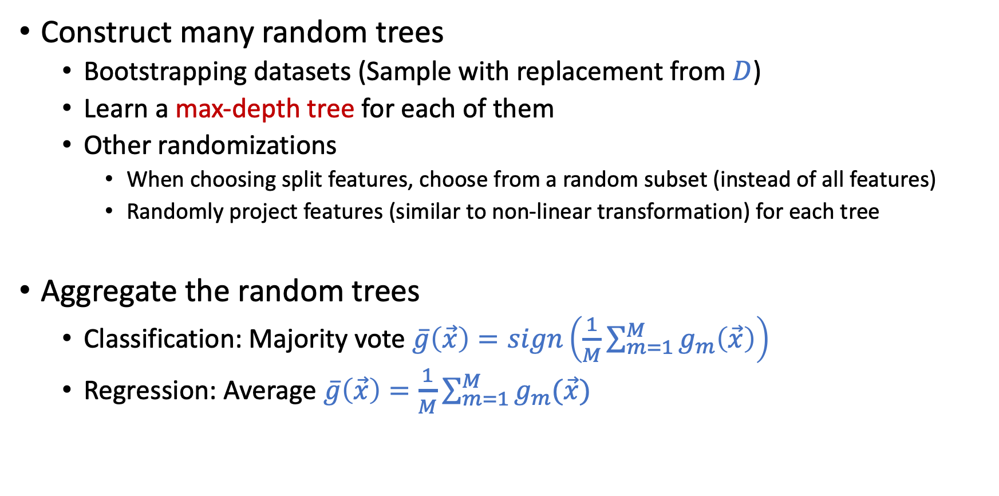 • Construct many random trees
• Bootstrapping datasets (Sample with replacement from D)
• Learn a max-depth tree for each of them
• Other randomizations
• When choosing split features, choose from a random subset (instead of all features)
• Randomly project features (similar to non-linear transformation) for each tree
• Aggregate the random trees
• Classification: Majority vote $\bar{g}(\vec{x}) = sign\left(\frac{1}{M}\sum_{m=1}^{M} g_m(\vec{x})\right)$
• Regression: Average $\bar{g}(\vec{x}) = \frac{1}{M}\sum_{m=1}^{M} g_m(\vec{x})$